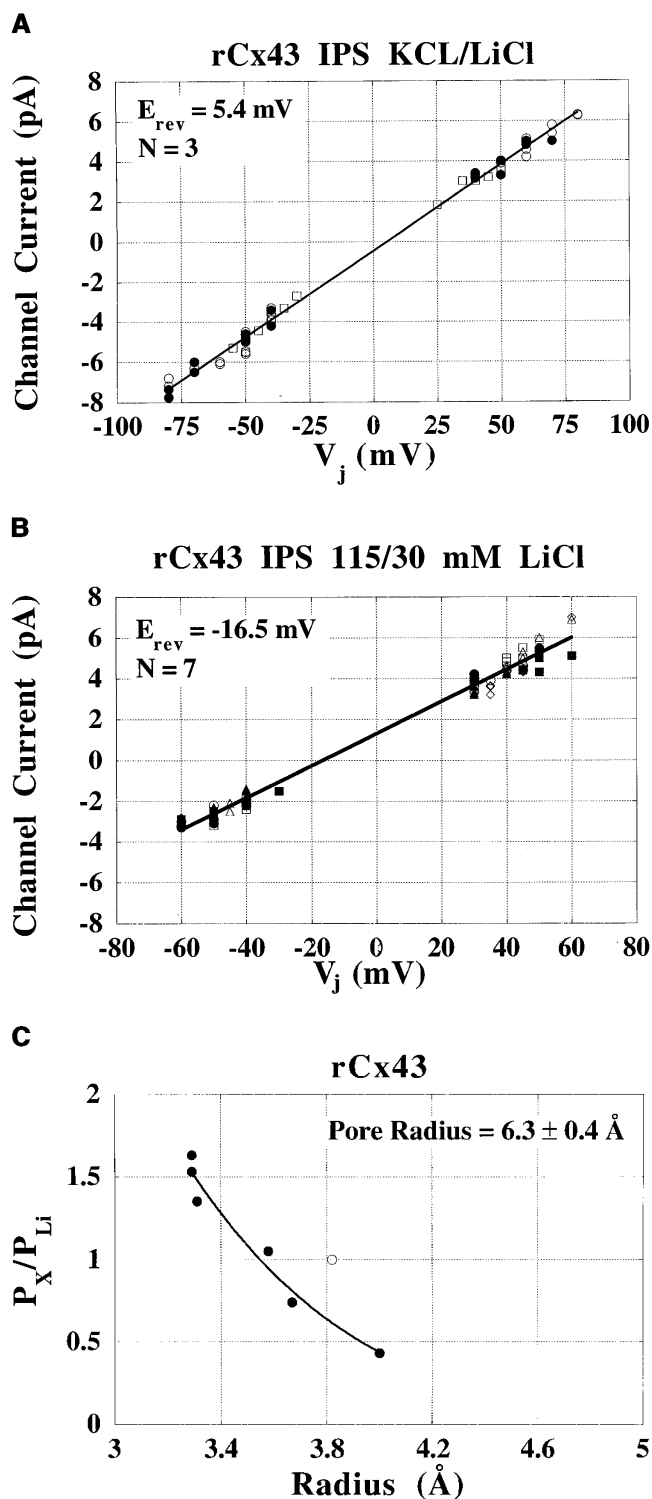 A
rCx43 IPS KCL/LiCl
Channel Current (pA)
8
6
4
2
0
-2
-4
-6
-8
E_rev = 5.4 mV
N = 3
-100 -75 -50 -25 0 25 50 75 100
V_j (mV)
B
rCx43 IPS 115/30 mM LiCl
Channel Current (pA)
8
6
4
2
0
-2
-4
-6
-8
E_rev = -16.5 mV
N = 7
-80 -60 -40 -20 0 20 40 60 80
V_j (mV)
C
rCx43
P_X/P_Li
2
1.5
1
0.5
0
Pore Radius = 6.3 ± 0.4 Å
3 3.4 3.8 4.2 4.6 5
Radius (Å)